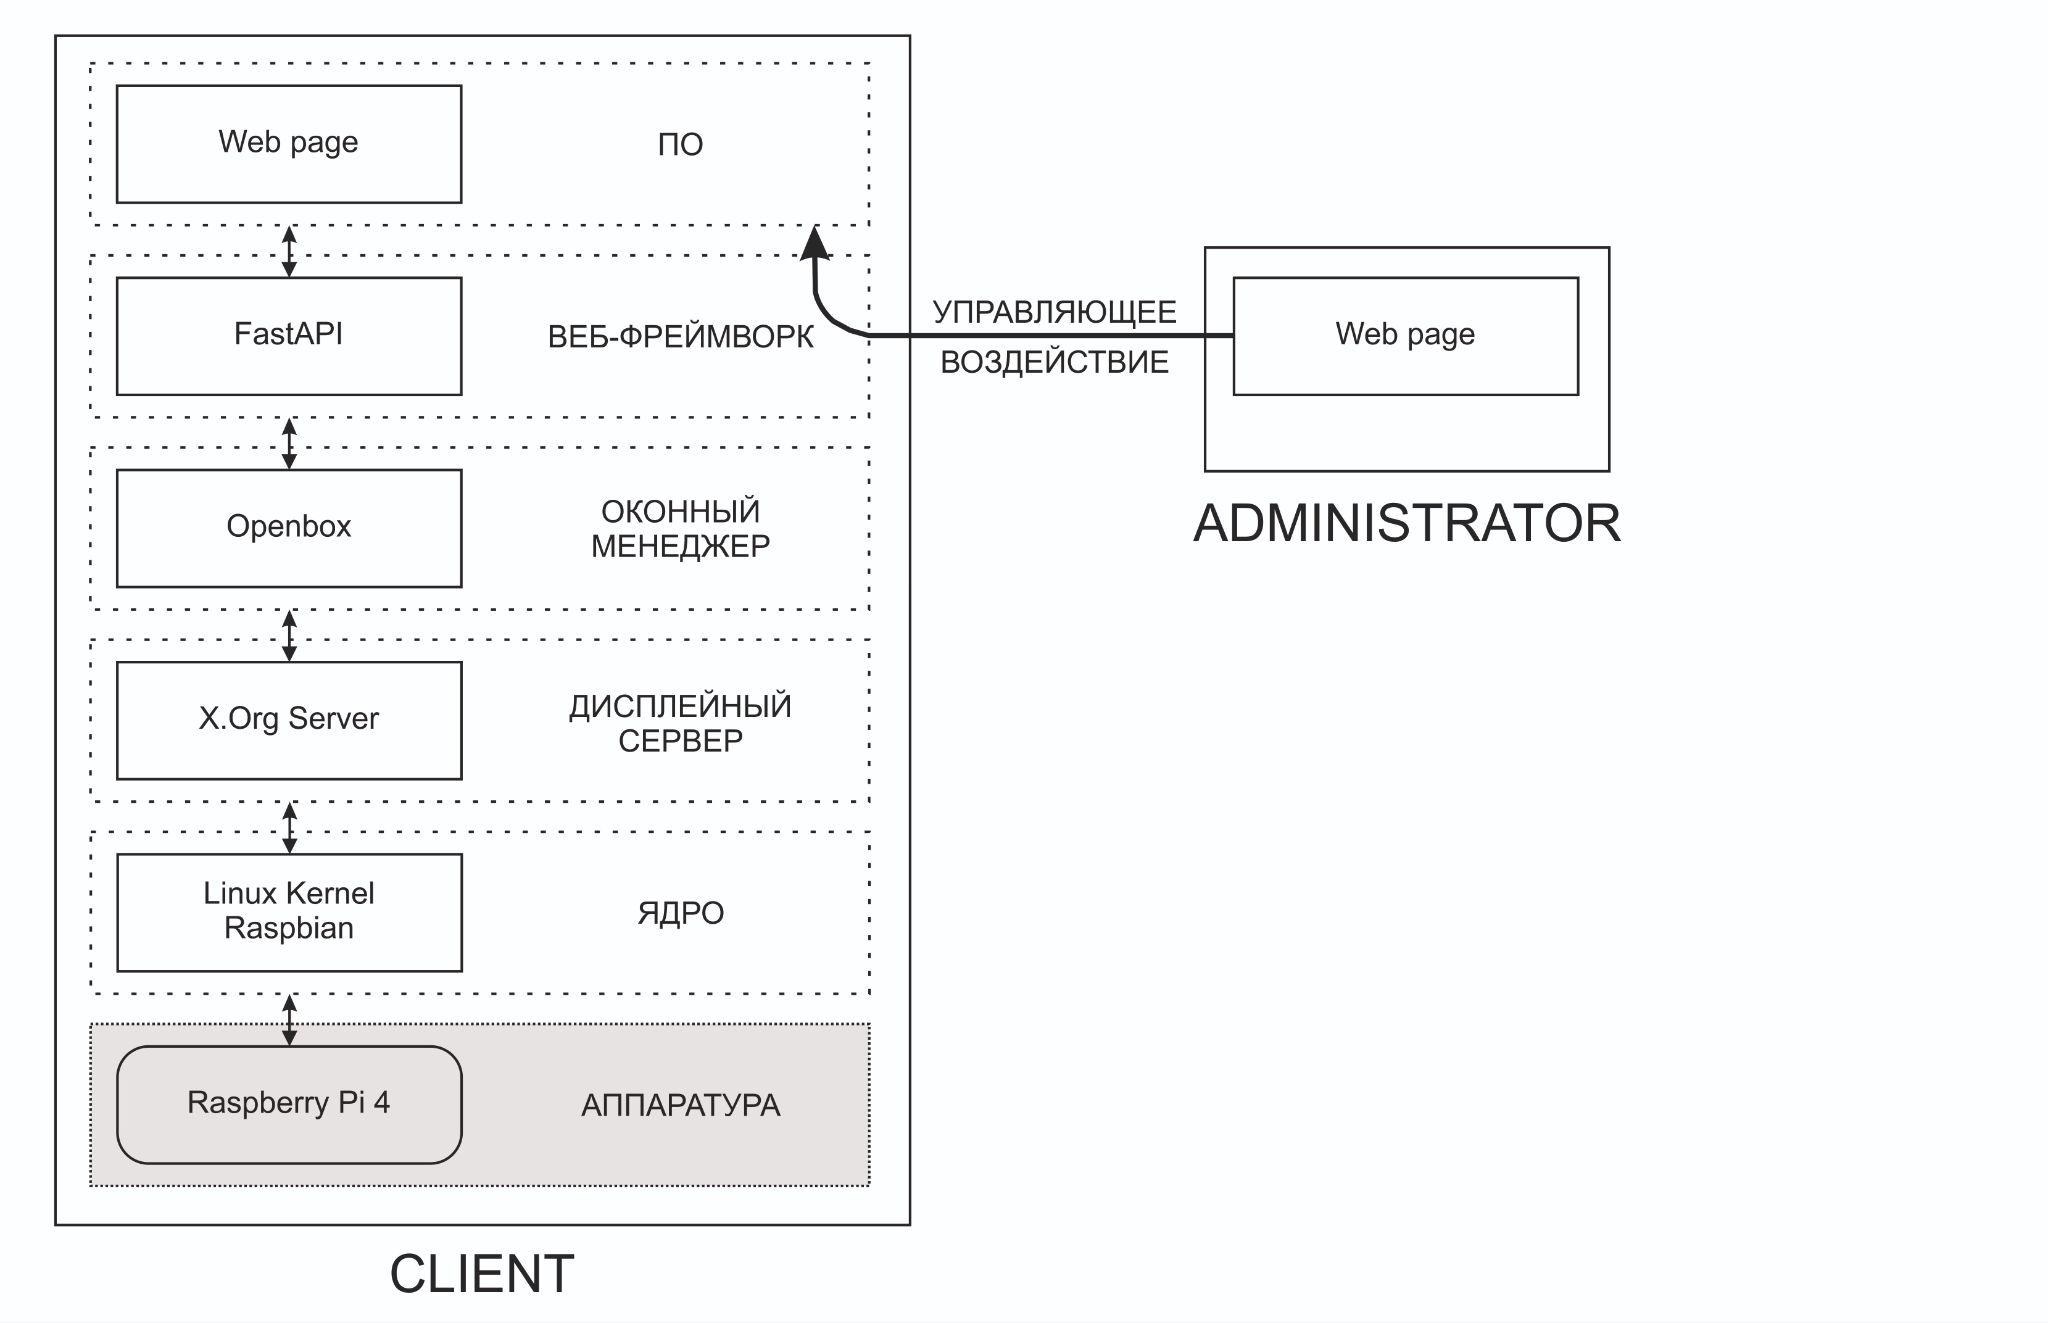 Web page
ПО
FastAPI
ВЕБ-ФРЕЙМВОРК
УПРАВЛЯЮЩЕЕ
ВОЗДЕЙСТВИЕ
Web page
ADMINISTRATOR
Openbox
ОКОННЫЙ
МЕНЕДЖЕР
X.Org Server
ДИСПЛЕЙНЫЙ
СЕРВЕР
Linux Kernel
Raspbian
ЯДРО
Raspberry Pi 4
АППАРАТУРА
CLIENT